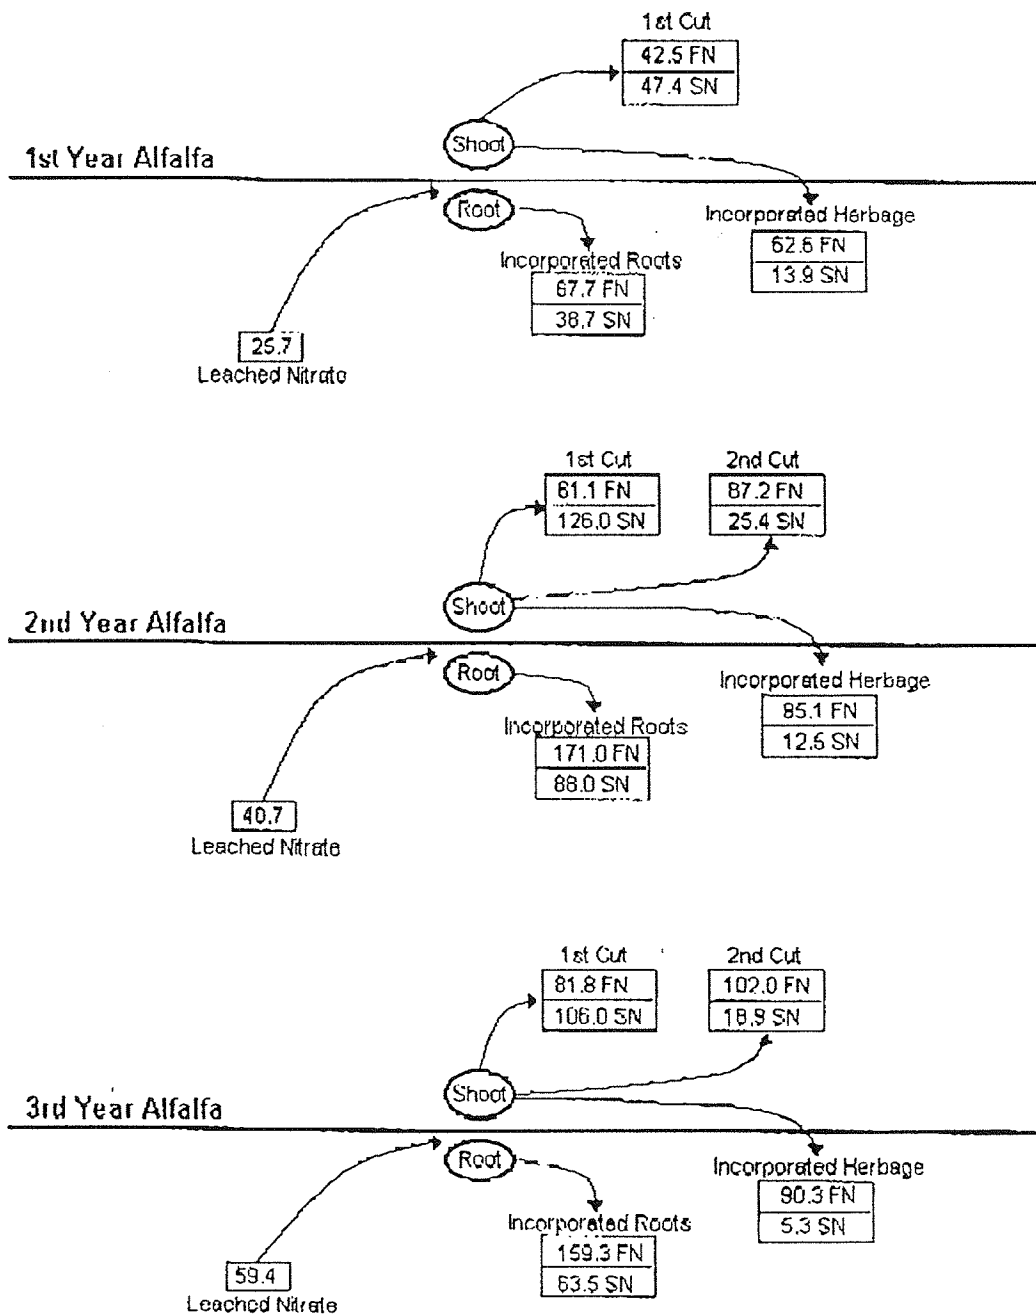 1st Cut
42.5 FN
47.4 SN
Shoot
1st Year Alfalfa
Root
Incorporated Herbage
62.6 FN
13.9 SN
Incorporated Roots
67.7 FN
38.7 SN
25.7
Leached Nitrate
1st Cut
2nd Cut
61.1 FN
87.2 FN
126.0 SN
25.4 SN
Shoot
2nd Year Alfalfa
Root
Incorporated Herbage
85.1 FN
12.6 SN
Incorporated Roots
171.0 FN
88.0 SN
40.7
Leached Nitrate
1st Cut
2nd Cut
81.8 FN
102.0 FN
106.0 SN
18.9 SN
Shoot
3rd Year Alfalfa
Root
Incorporated Herbage
90.3 FN
5.3 SN
Incorporated Roots
159.3 FN
63.5 SN
59.4
Leached Nitrate